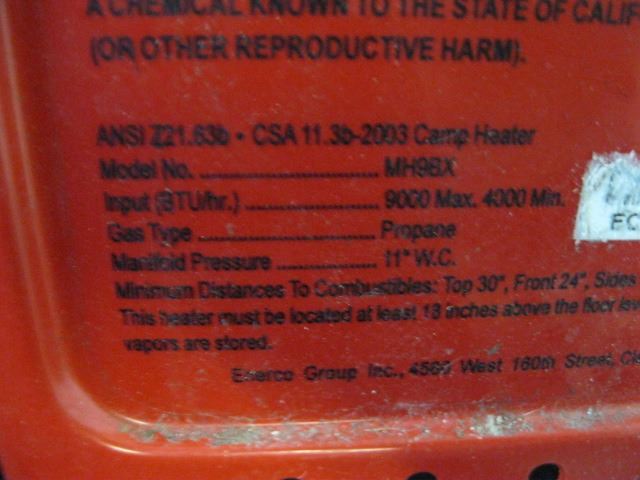 A CHEMICAL KNOWN TO THE STATE OF CALIF
(OR OTHER REPRODUCTIVE HARM).
ANSI Z21.63b • CSA 11.3b-2003 Camp Heater
Model No. .............................. MH9BX
Input (BTU/hr.) ....................... 9000 Max. 4000 Min.
Gas Type .............................. Propane
Manifold Pressure ................. 11" W.C.
Minimum Distances To Combustibles: Top 30", Front 24", Sides
This heater must be located at least 18 inches above the floor lev
vapors are stored.
Enerco Group Inc., 4560 West 160th Street, Cle
FC